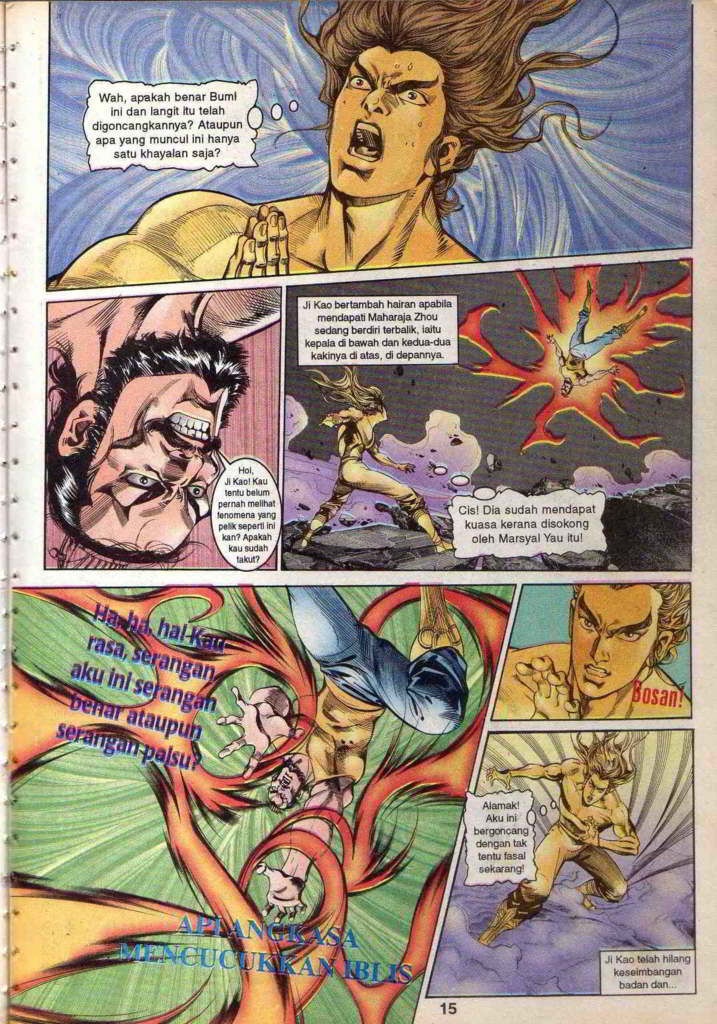 Wah, apakah benar Bumi
ini dan langit itu telah
digoncangkannya? Ataupun
apa yang muncul ini hanya
satu khayalan saja?
Hoi,
Ji Kao! Kau
tentu belum
pernah melihat
fenomena yang
pelik seperti ini
kan? Apakah
kau sudah
takut?
Ji Kao bertambah hairan apabila
mendapati Maharaja Zhou
sedang berdiri terbalik, iaitu
kepala di bawah dan kedua-dua
kakinya di atas, di depannya.
Cis! Dia sudah mendapat
kuasa kerana disokong
oleh Marsyal Yau itu!
Ha, ha, ha! Kau
rasa, serangan
aku ini serangan
benar ataupun
serangan palsu?
API ANGKASA
MENCUCUKKAN IBLIS
Bosan!
Alamak!
Aku ini
bergoncang
dengan tak
tentu fasal
sekarang!
Ji Kao telah hilang
keseimbangan
badan dan...
15